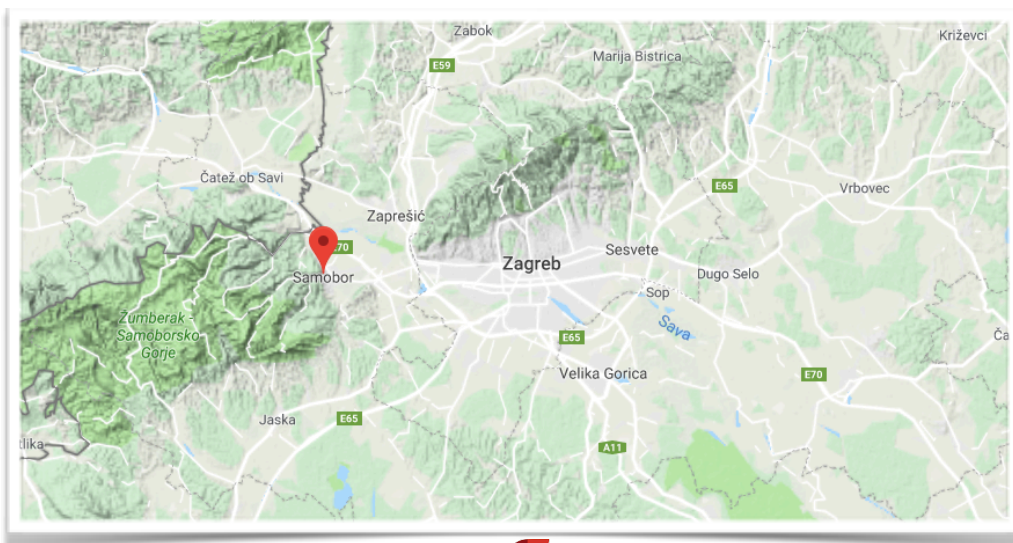 Zabok
Križevci
Marija Bistrica
E59
Čatež ob Savi
E65
Vrbovec
Zaprešić
E70
Sesvete
Samobor
Zagreb
Dugo Selo
Sop
Žumberak -
Samoborsko
Gorje
Sava
E65
Velika Gorica
E70
Jaska
E65
A11